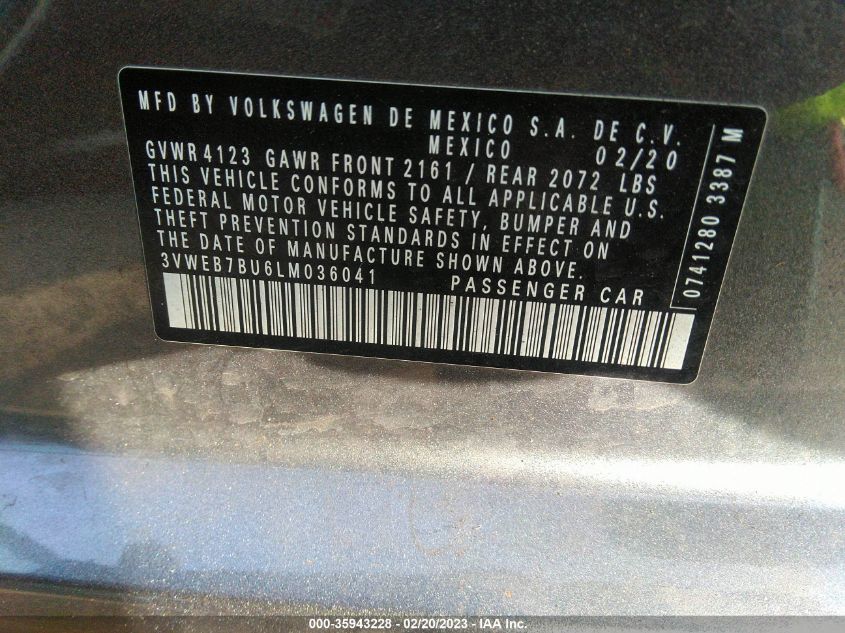 MFD BY VOLKSWAGEN DE MEXICO S.A. DE C.V.
MEXICO 02/20
GVWR 4123 GAWR FRONT 2161 / REAR 2072 LBS
THIS VEHICLE CONFORMS TO ALL APPLICABLE U.S.
FEDERAL MOTOR VEHICLE SAFETY, BUMPER AND
THEFT PREVENTION STANDARDS IN EFFECT ON
THE DATE OF MANUFACTURE SHOWN ABOVE.
3VWEB7BU6LM036041 PASSENGER CAR
0741280 3387 M
000-35943228 - 02/20/2023 - IAA Inc.